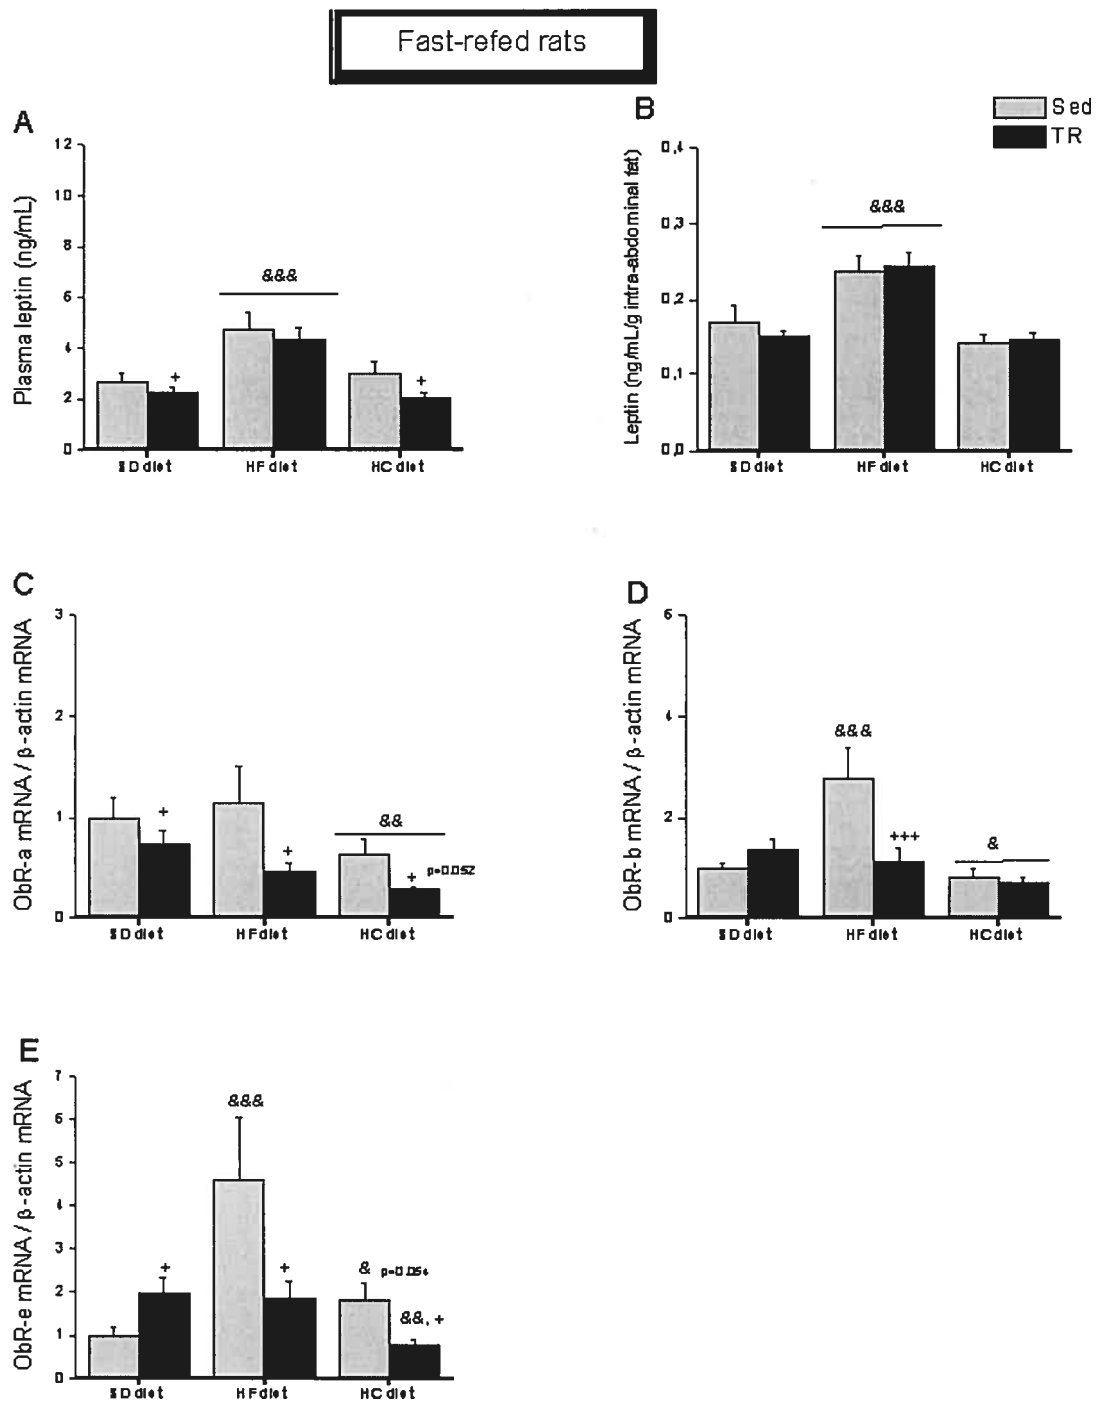 Fast-refed rats
Sed
TR
A
Plasma leptin (ng/mL)
12
10
8
6
4
2
0
&&&
+
+
SD diet HF diet HC diet
B
Leptin (ng/mL/g intra-abdominal fat)
0,4
0,3
0,2
0,1
0,0
&&&
SD diet HF diet HC diet
C
ObR-a mRNA / β-actin mRNA
3
2
1
0
+
+
&&
+ p=0.052
SD diet HF diet HC diet
D
ObR-b mRNA / β-actin mRNA
6
4
2
0
&&&
+++
&
SD diet HF diet HC diet
E
ObR-e mRNA / β-actin mRNA
7
6
5
4
3
2
1
0
&&&
+
+
& p=0.054
&&, +
SD diet HF diet HC diet